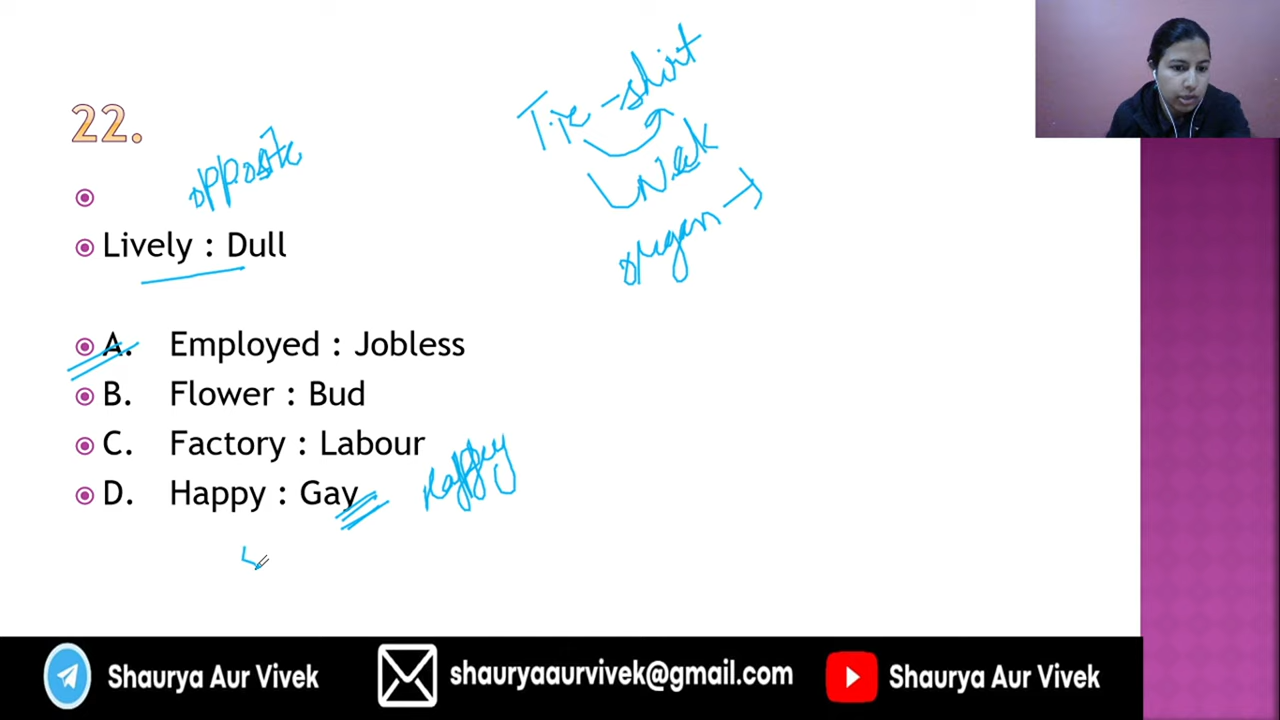 22.
opposite
Lively : Dull
A. Employed : Jobless
B. Flower : Bud
C. Factory : Labour
D. Happy : Gay
Happy
Tie - shirt
Neck
organ →
Shaurya Aur Vivek
shauryaaurvivek@gmail.com
Shaurya Aur Vivek